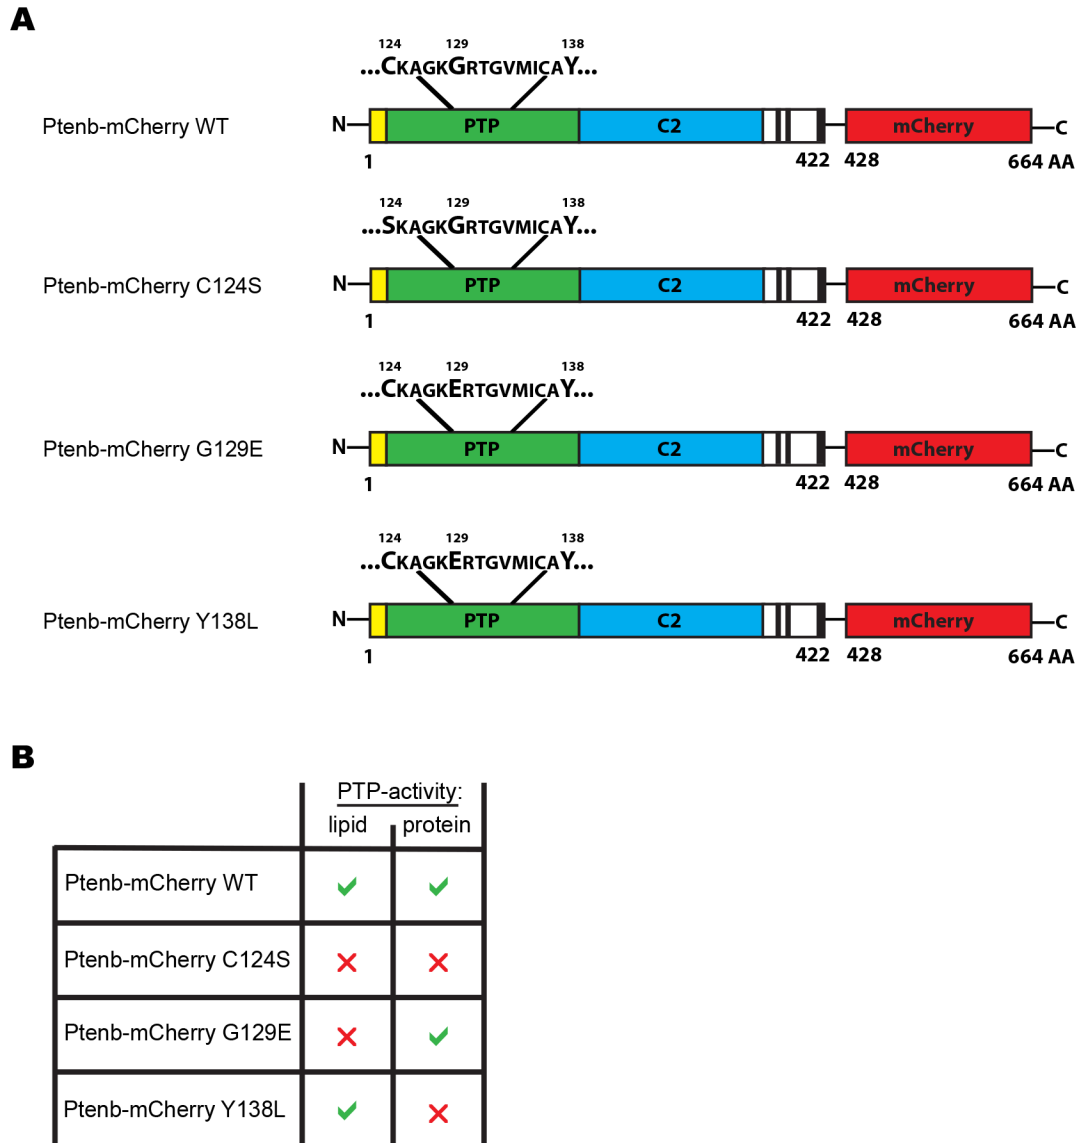 A
124 129 138
...CKAGKGRTGVMICAY...
Ptenb-mCherry WT N PTP C2 mCherry C
1 422 428 664 AA
124 129 138
...SKAGKGRTGVMICAY...
Ptenb-mCherry C124S N PTP C2 mCherry C
1 422 428 664 AA
124 129 138
...CKAGKERTGVMICAY...
Ptenb-mCherry G129E N PTP C2 mCherry C
1 422 428 664 AA
124 129 138
...CKAGKERTGVMICAY...
Ptenb-mCherry Y138L N PTP C2 mCherry C
1 422 428 664 AA
B
PTP-activity:
lipid protein
Ptenb-mCherry WT
Ptenb-mCherry C124S
Ptenb-mCherry G129E
Ptenb-mCherry Y138L